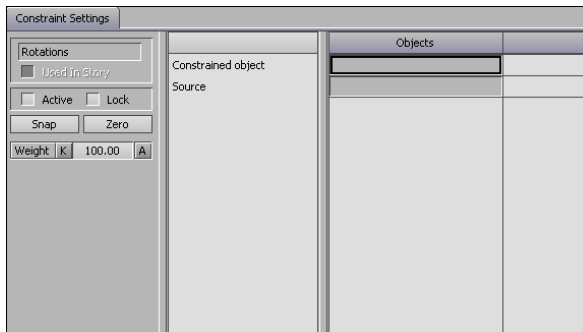 Constraint Settings
Rotations
Used in Story
Active Lock
Snap Zero
Weight K 100.00 A
Objects
Constrained object
Source